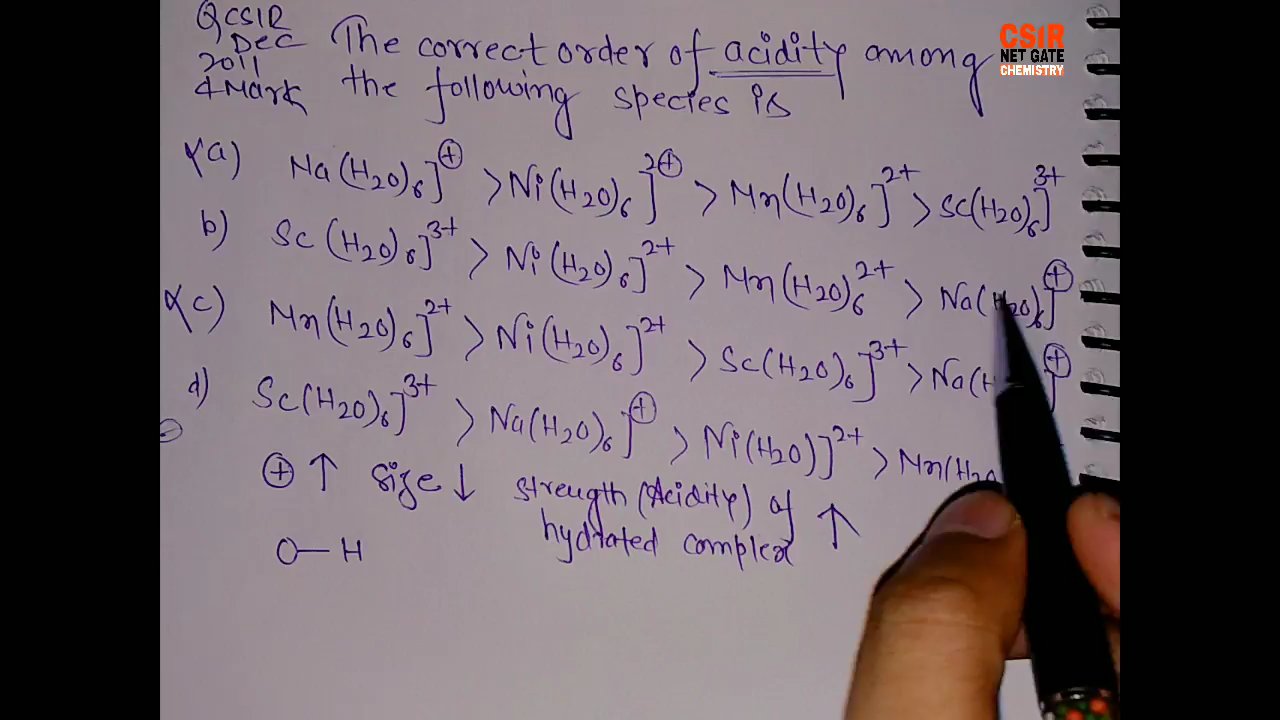 QCSIR
Dec
2011
4 Mark
The correct order of acidity among
the following species is
CSIR
NET GATE
CHEMISTRY
(a) Na(H2O)6]+ > Ni(H2O)6]2+ > Mn(H2O)6]2+ > Sc(H2O)6]3+
b) Sc(H2O)6]3+ > Ni(H2O)6]2+ > Mn(H2O)6 2+ > Na(H2O)6]+
(c) Mn(H2O)6]2+ > Ni(H2O)6]2+ > Sc(H2O)6]3+ > Na(H ]+
d) Sc(H2O)6]3+ > Na(H2O)6]+ > Ni(H2O)]2+ > Mn(H2O
+ ↑ size ↓ strength (Acidity) of ↑
hydrated complex
O—H